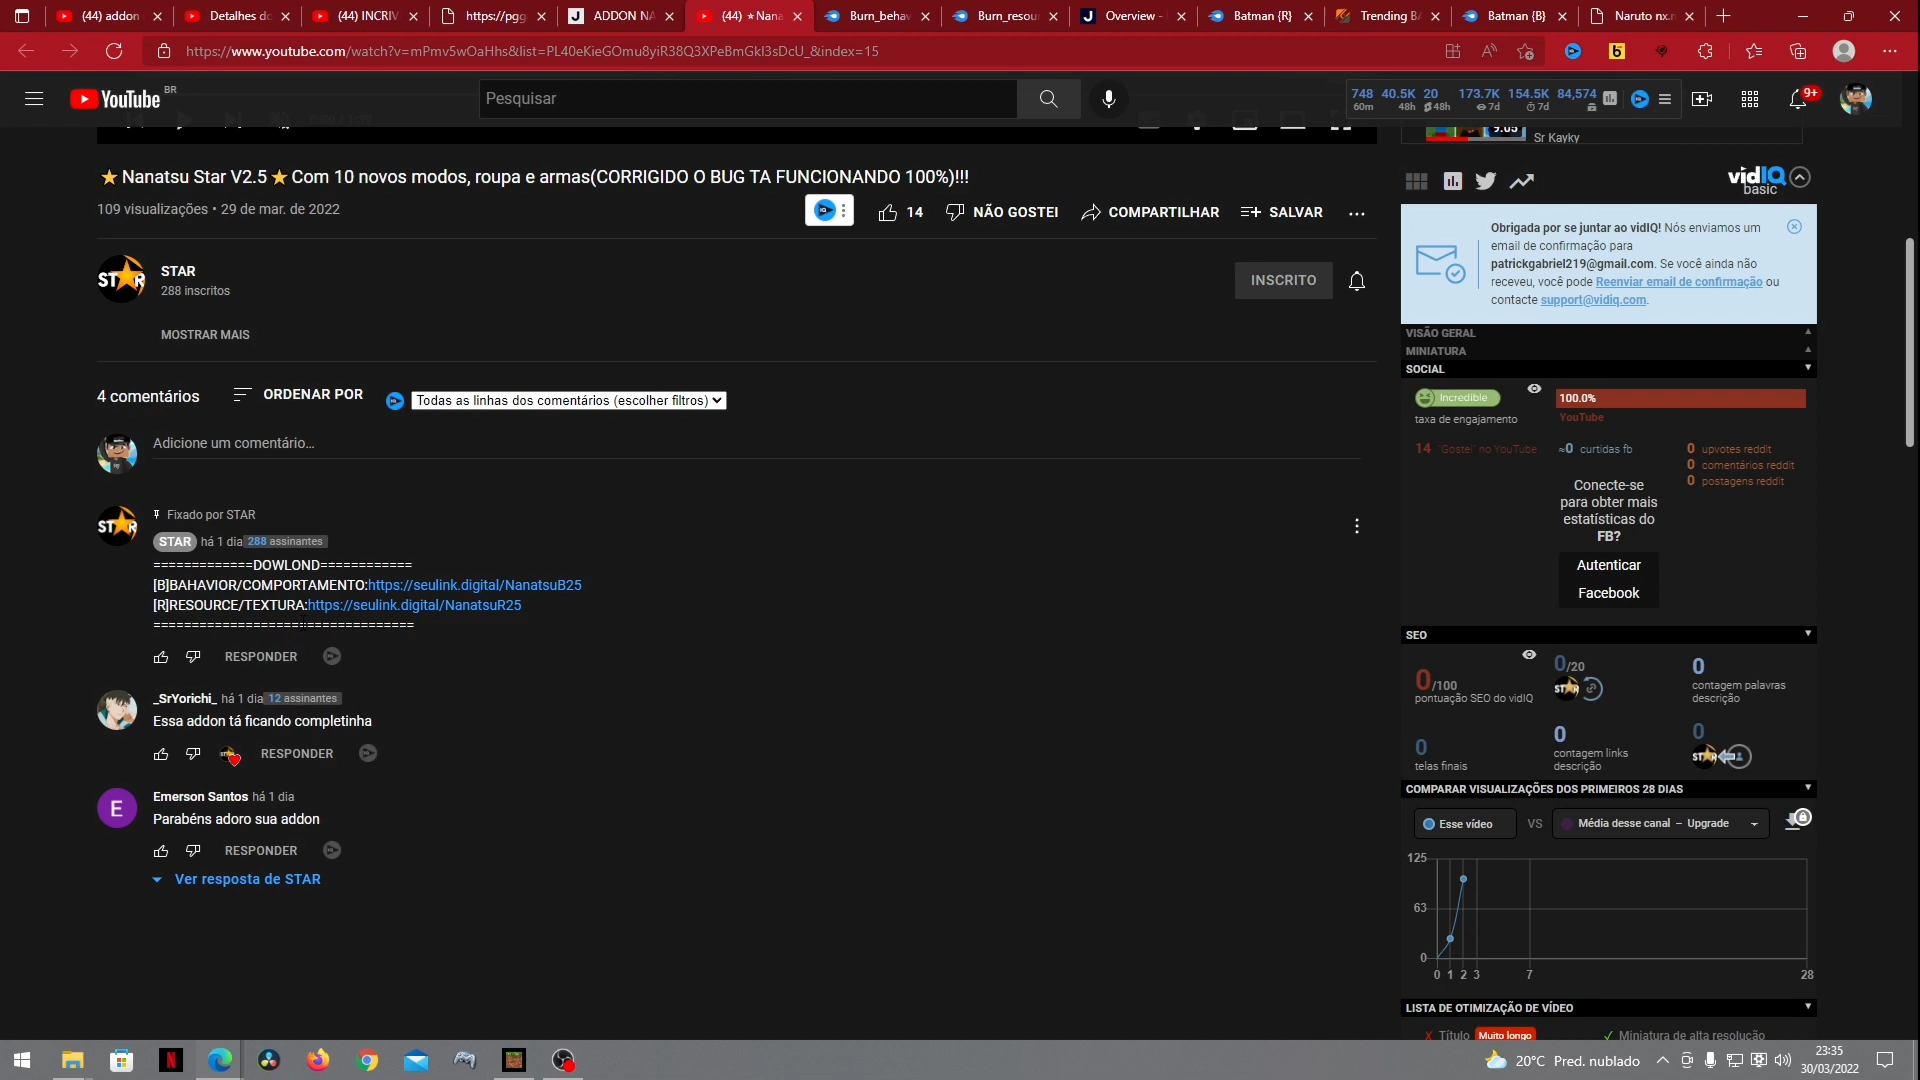 (44) addon
Detalhes do
(44) INCRIV
https://pgg
ADDON NA
(44) ⭑Nana
Burn_behav
Burn_resour
Overview -
Batman {R}
Trending BA
Batman {B}
Naruto nx.m
https://www.youtube.com/watch?v=mPmv5wOaHhs&list=PL40eKieGOmu8yiR38Q3XPeBmGkI3sDcU_&index=15
YouTube BR
Pesquisar
748 40.5K 20 173.7K 154.5K 84,574
60m 48h 48h 7d 7d
9+
9:05
Sr Kayky
⭐Nanatsu Star V2.5⭐Com 10 novos modos, roupa e armas(CORRIGIDO O BUG TA FUNCIONANDO 100%)!!!
109 visualizações • 29 de mar. de 2022
14 NÃO GOSTEI COMPARTILHAR SALVAR
STAR
288 inscritos
INSCRITO
MOSTRAR MAIS
4 comentários ORDENAR POR Todas as linhas dos comentários (escolher filtros)
Adicione um comentário...
Fixado por STAR
STAR há 1 dia 288 assinantes
=============DOWLOND============
[B]BAHAVIOR/COMPORTAMENTO:https://seulink.digital/NanatsuB25
[R]RESOURCE/TEXTURA:https://seulink.digital/NanatsuR25
==================================
RESPONDER
_SrYorichi_ há 1 dia 12 assinantes
Essa addon tá ficando completinha
RESPONDER
E
Emerson Santos há 1 dia
Parabéns adoro sua addon
RESPONDER
Ver resposta de STAR
vidIQ
basic
Obrigada por se juntar ao vidIQ! Nós enviamos um
email de confirmação para
patrickgabriel219@gmail.com. Se você ainda não
receveu, você pode Reenviar email de confirmação ou
contacte support@vidiq.com.
VISÃO GERAL
MINIATURA
SOCIAL
Incredible
taxa de engajamento
100.0%
YouTube
14 "Gostei" no YouTube
≈0 curtidas fb
0 upvotes reddit
0 comentários reddit
0 postagens reddit
Conecte-se
para obter mais
estatísticas do
FB?
Autenticar
Facebook
SEO
0/100
pontuação SEO do vidIQ
0/20
0
contagem palavras
descrição
0
telas finais
0
contagem links
descrição
0
COMPARAR VISUALIZAÇÕES DOS PRIMEIROS 28 DIAS
Esse vídeo VS Média desse canal – Upgrade
125
63
0
0 1 2 3 7 28
LISTA DE OTIMIZAÇÃO DE VÍDEO
X Título Muito longo
✓ Miniatura de alta resolução
20°C Pred. nublado
23:35
30/03/2022